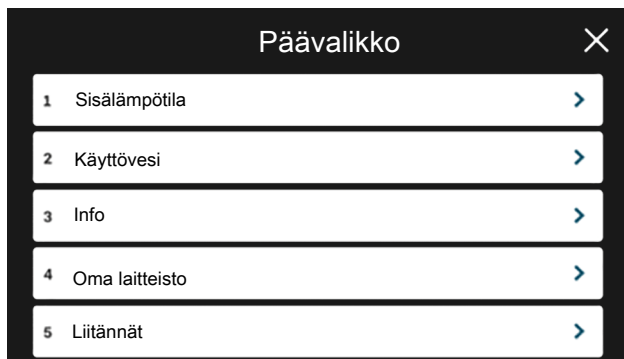 Päävalikko
1 Sisälämpötila
2 Käyttövesi
3 Info
4 Oma laitteisto
5 Liitännät